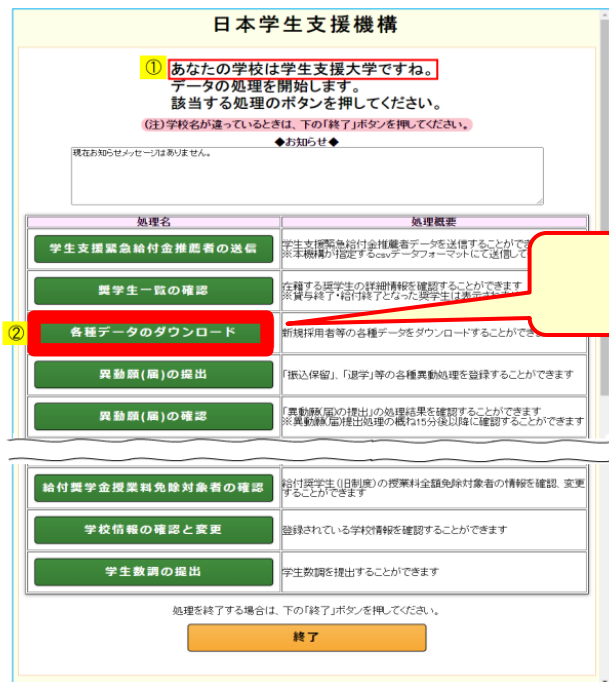 日本学生支援機構
① あなたの学校は学生支援大学ですね。
データの処理を
開始します。
該当する処理の
ボタンを押してください。
(注)学校名が違っているときは、下の「終了」ボタンを押してください。
◆お知らせ◆
現在お知らせメッセージはありません。
処理名 処理概要
学生支援緊急給付金推薦者の送信
学生支援緊急給付金推薦者データを送信することがで
※本機構が指定するcsvデータフォーマットにて送信して
奨学生一覧の確認
在籍する奨学生の詳細情報を確認することができます
※貸与終了・給付終了となった奨学生は表示され
② 各種データのダウンロード
新規採用者等の各種データをダウンロードすることができ
異動願(届)の提出
「振込保留」、「退学」等の各種異動処理を登録することができます
異動願(届)の確認
「異動願(届)の提出」の処理結果を確認することができます
※異動願(届)提出処理の概ね15分後以降に確認することができます
給付奨学金授業料免除対象者の確認
給付奨学生(旧制度)の授業料全額免除対象者の情報を確認、変更
することができます
学校情報の確認と変更
登録されている学校情報を確認することができます
学生数調の提出
学生数調を提出することができます
処理を終了する場合は、下の「終了」ボタンを押してください。
終了